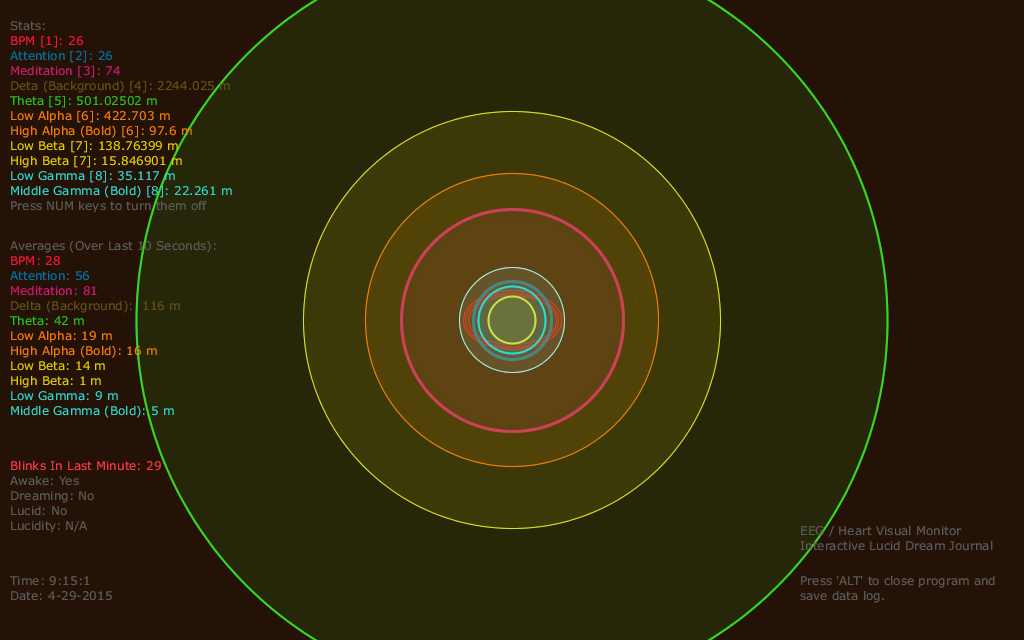 Stats:
BPM [1]: 26
Attention [2]: 26
Meditation [3]: 74
Deta (Background) [4]: 2244.025 m
Theta [5]: 501.02502 m
Low Alpha [6]: 422.703 m
High Alpha (Bold) [6]: 97.6 m
Low Beta [7]: 138.76399 m
High Beta [7]: 15.846901 m
Low Gamma [8]: 35.117 m
Middle Gamma (Bold) [8]: 22.261 m
Press NUM keys to turn them off
Averages (Over Last 10 Seconds):
BPM: 28
Attention: 56
Meditation: 81
Delta (Background): 116 m
Theta: 42 m
Low Alpha: 19 m
High Alpha (Bold): 16 m
Low Beta: 14 m
High Beta: 1 m
Low Gamma: 9 m
Middle Gamma (Bold): 5 m
Blinks In Last Minute: 29
Awake: Yes
Dreaming: No
Lucid: No
Lucidity: N/A
Time: 9:15:1
Date: 4-29-2015
EEG / Heart Visual Monitor
Interactive Lucid Dream Journal
Press 'ALT' to close program and
save data log.